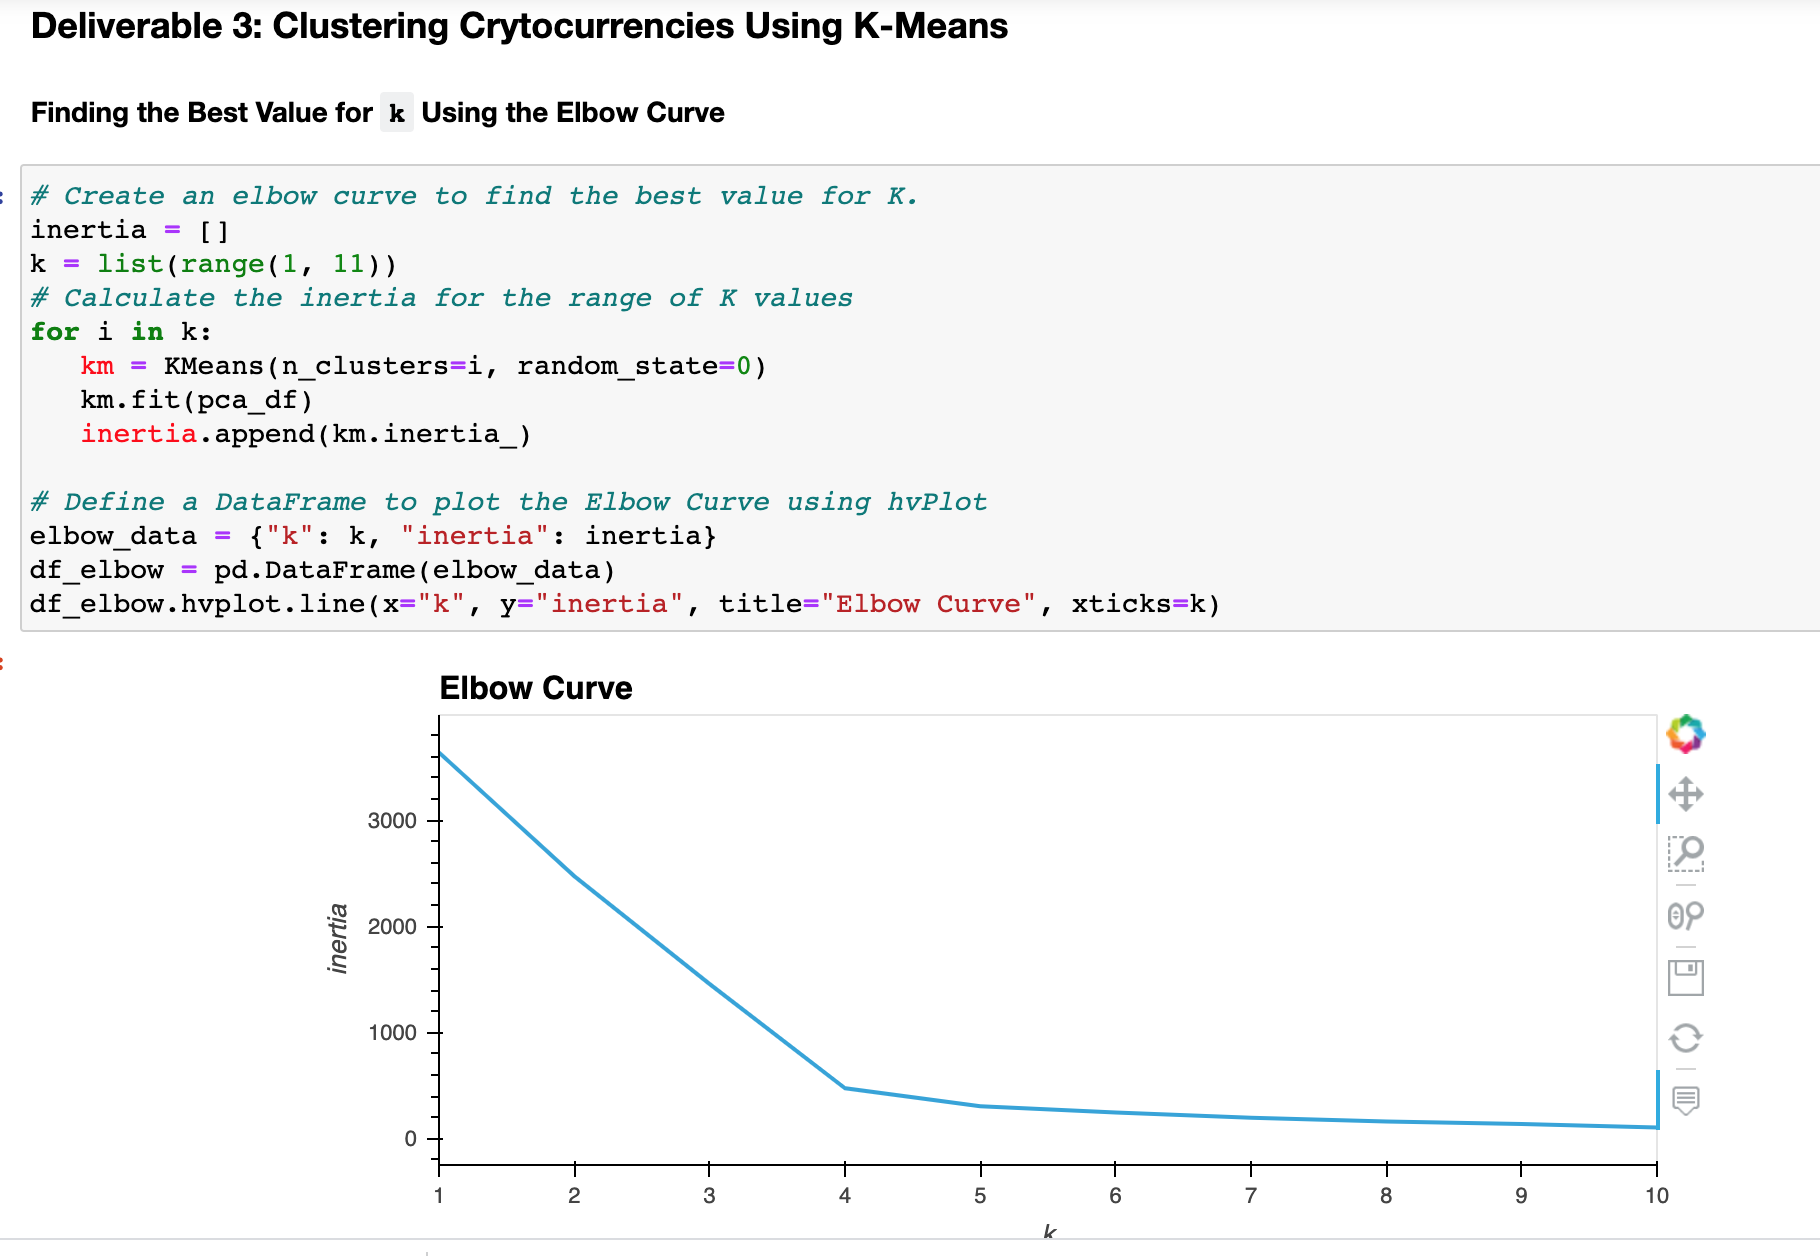 Deliverable 3: Clustering Crytocurrencies Using K-Means
Finding the Best Value for k Using the Elbow Curve
# Create an elbow curve to find the best value for K.
inertia = []
k = list(range(1, 11))
# Calculate the inertia for the range of K values
for i in k:
   km = KMeans(n_clusters=i, random_state=0)
   km.fit(pca_df)
   inertia.append(km.inertia_)
# Define a DataFrame to plot the Elbow Curve using hvPlot
elbow_data = {"k": k, "inertia": inertia}
df_elbow = pd.DataFrame(elbow_data)
df_elbow.hvplot.line(x="k", y="inertia", title="Elbow Curve", xticks=k)
Elbow Curve
3000
2000
1000
0
inertia
1 2 3 4 5 6 7 8 9 10
k